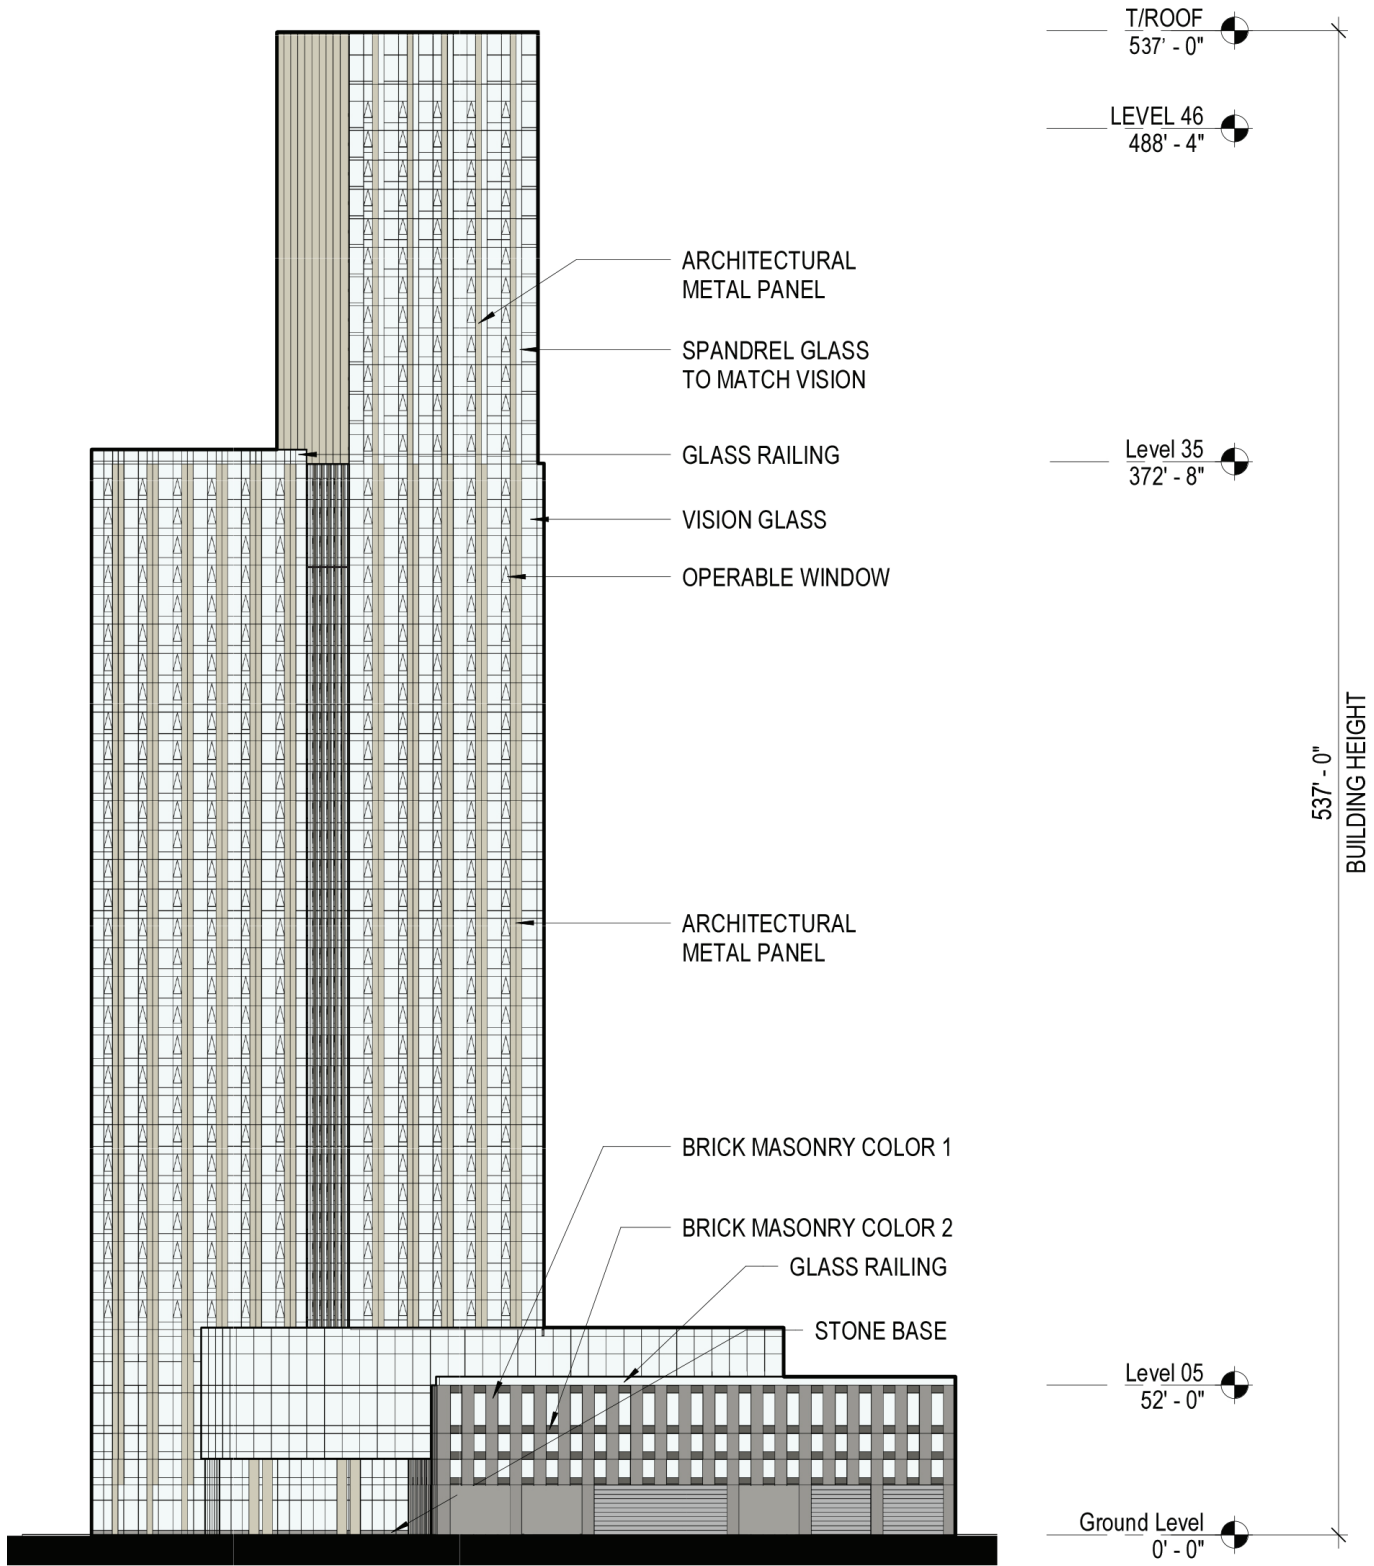 T/ROOF
537' - 0"
LEVEL 46
488' - 4"
ARCHITECTURAL
METAL PANEL
SPANDREL GLASS
TO MATCH VISION
GLASS RAILING
Level 35
372' - 8"
VISION GLASS
OPERABLE WINDOW
537' - 0"
BUILDING HEIGHT
ARCHITECTURAL
METAL PANEL
BRICK MASONRY COLOR 1
BRICK MASONRY COLOR 2
GLASS RAILING
STONE BASE
Level 05
52' - 0"
Ground Level
0' - 0"